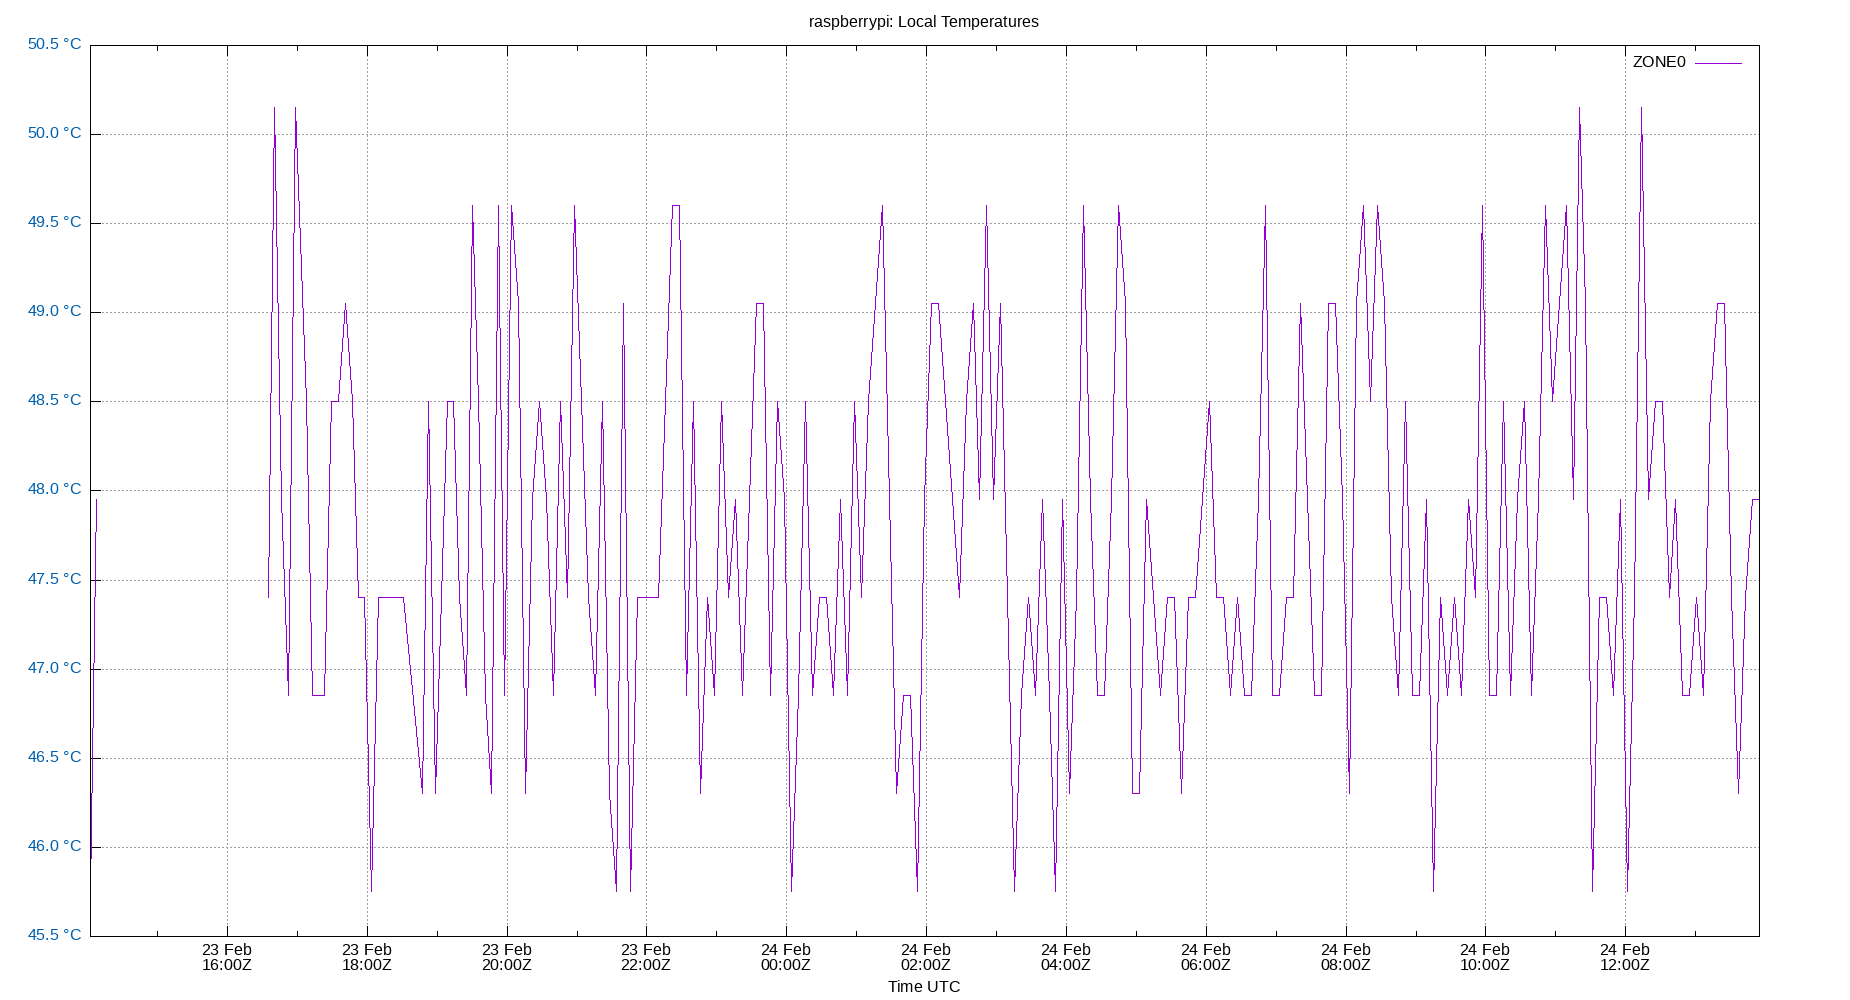 raspberrypi: Local Temperatures
50.5 °C
ZONE0
50.0 °C
49.5 °C
49.0 °C
48.5 °C
48.0 °C
47.5 °C
47.0 °C
46.5 °C
46.0 °C
45.5 °C
23 Feb 23 Feb 23 Feb 23 Feb 24 Feb 24 Feb 24 Feb 24 Feb 24 Feb 24 Feb 24 Feb
16:00Z 18:00Z 20:00Z 22:00Z 00:00Z 02:00Z 04:00Z 06:00Z 08:00Z 10:00Z 12:00Z
Time UTC